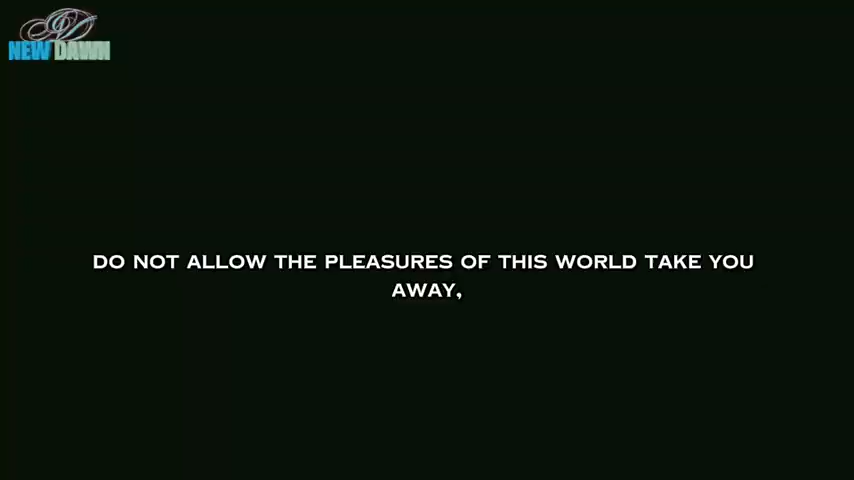 NEW DAWN
DO NOT ALLOW THE PLEASURES OF THIS WORLD TAKE YOU
AWAY,